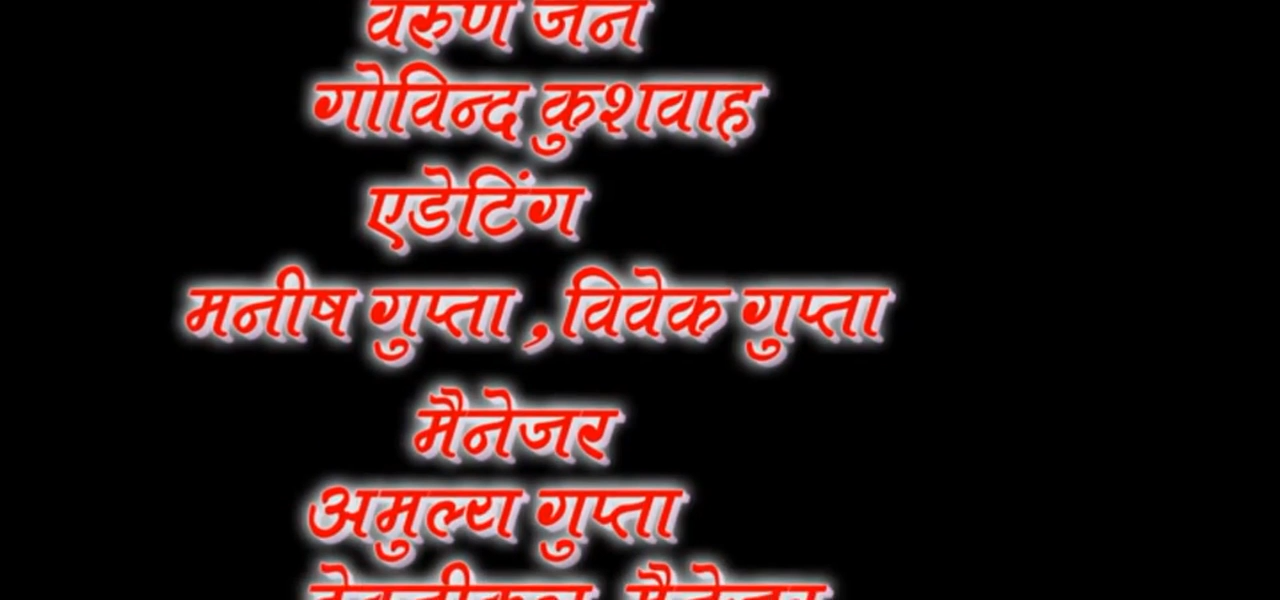 वरुण
गोविन्द कुशवाह
एडेटिंग
मनीष गुप्ता , विवेक गुप्ता
मैनेजर
अमुल्य गुप्ता